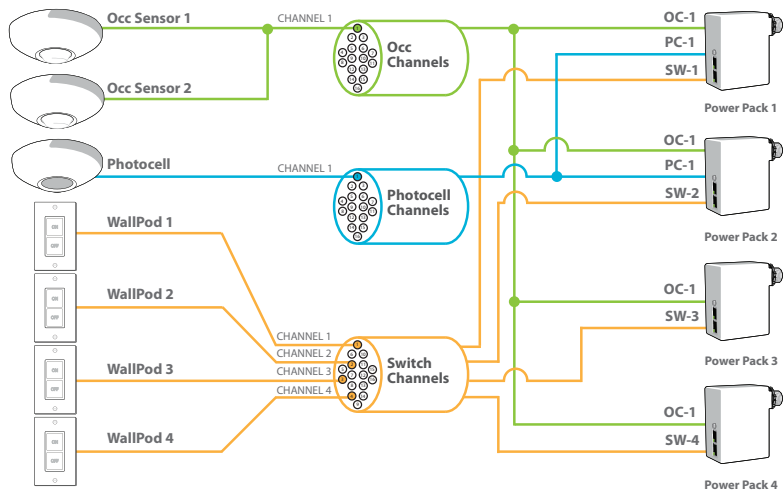 Occ Sensor 1
CHANNEL 1
Occ
Channels
OC-1
PC-1
SW-1
Power Pack 1
Occ Sensor 2
Photocell
CHANNEL 1
Photocell
Channels
OC-1
PC-1
SW-2
Power Pack 2
WallPod 1
ON
OFF
WallPod 2
ON
OFF
WallPod 3
ON
OFF
WallPod 4
ON
OFF
CHANNEL 1
CHANNEL 2
CHANNEL 3
CHANNEL 4
Switch
Channels
OC-1
SW-3
Power Pack 3
OC-1
SW-4
Power Pack 4